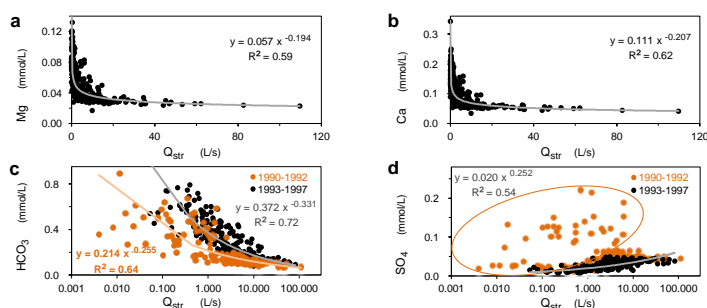 a
Mg (mmol/L)
0.16
0.12
0.08
0.04
0.00
y = 0.057 x -0.194
R2 = 0.59
0
40
80
120
Qstr (L/s)
b
Ca (mmol/L)
0.4
0.3
0.2
0.1
0.0
y = 0.111 x -0.207
R2 = 0.62
0
40
80
120
Qstr (L/s)
c
HCO3 (mmol/L)
0.8
0.4
0.0
1990-1992
1993-1997
y = 0.372 x -0.331
R2 = 0.72
y = 0.214 x -0.255
R2 = 0.64
0.001
0.010
0.100
1.000
10.000
100.000
Qstr (L/s)
d
SO4 (mmol/L)
0.2
0.1
0.0
y = 0.020 x 0.252
R2 = 0.54
1990-1992
1993-1997
0.001
0.010
0.100
1.000
10.000
100.000
Qstr (L/s)